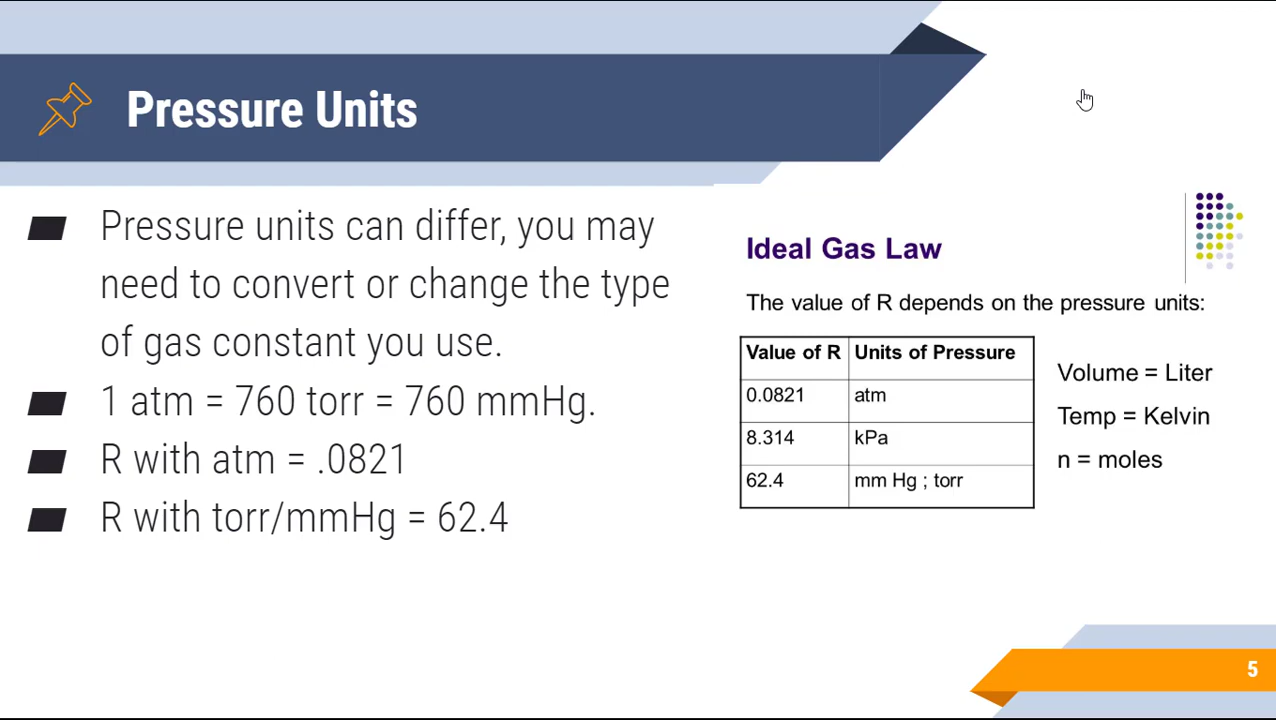 Pressure Units
Pressure units can differ, you may
need to convert or change the type
of gas constant you use.
1 atm = 760 torr = 760 mmHg.
R with atm = .0821
R with torr/mmHg = 62.4
Ideal Gas Law
The value of R depends on the pressure units:
Value of R Units of Pressure
0.0821 atm
8.314 kPa
62.4 mm Hg ; torr
Volume = Liter
Temp = Kelvin
n = moles
5